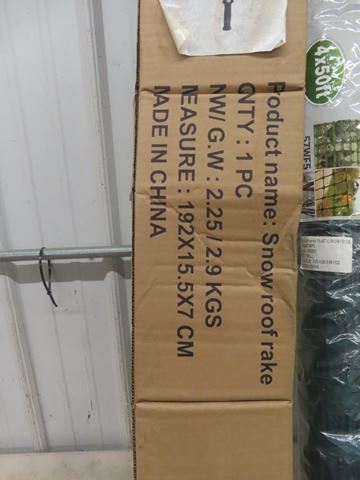 Product name: Snow roof rake
QNTY : 1 PC
NW/ G.W : 2.25 / 2.9 KGS
MEASURE : 192X15.5X7 CM
MADE IN CHINA
4x50ft
57WF5